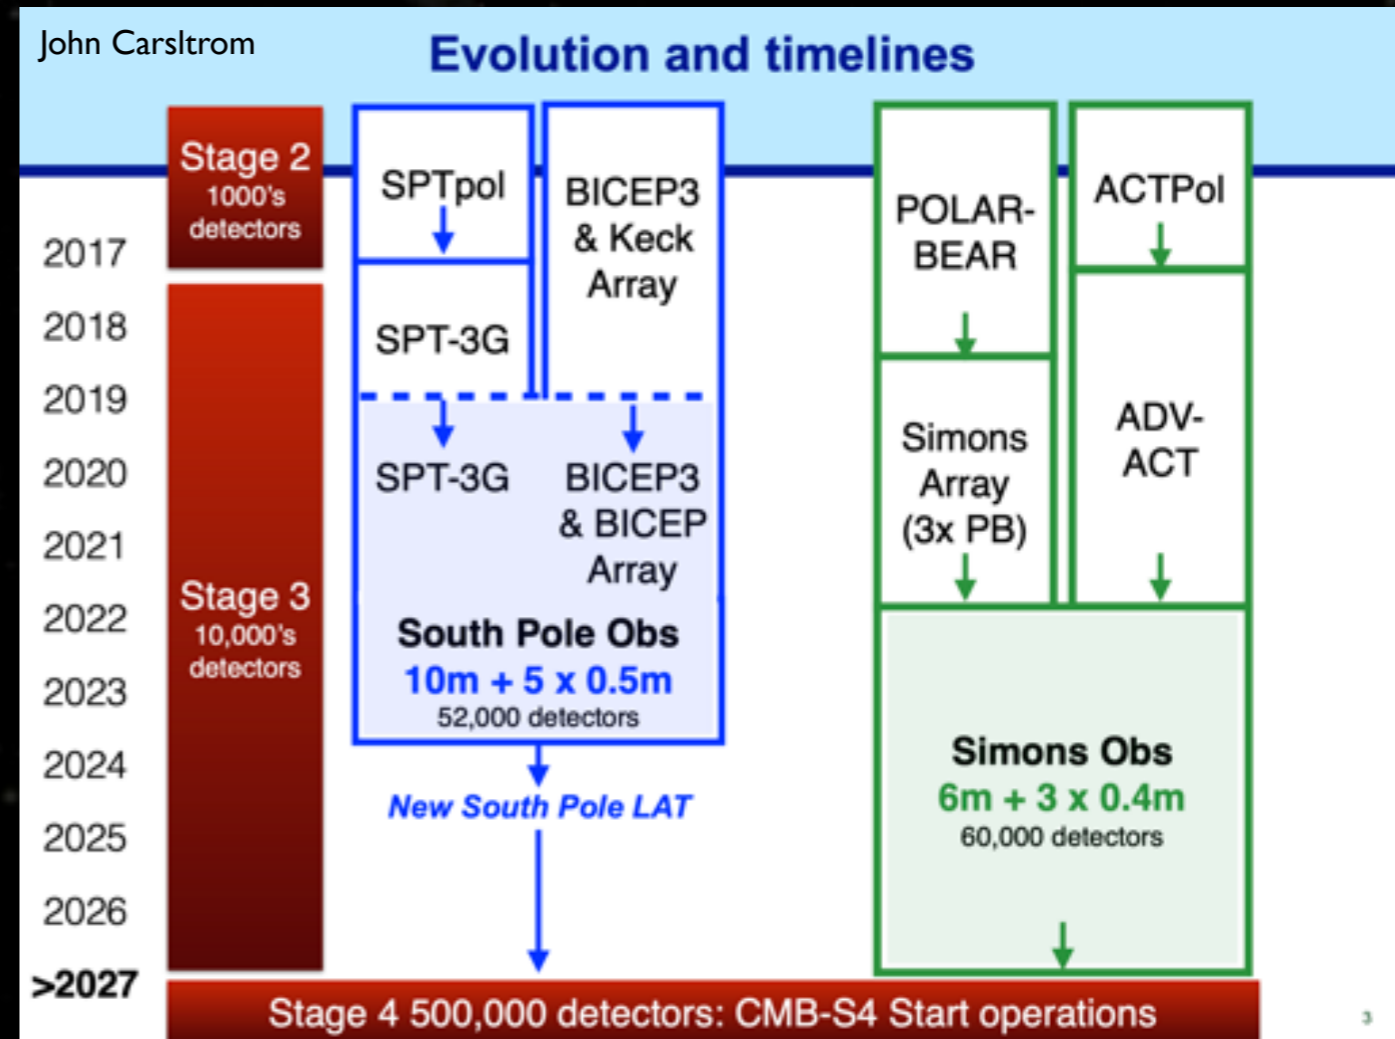 John Carsltrom
Evolution and timelines
Stage 2
1000's
detectors
SPTpol
BICEP3
& Keck
Array
POLAR-
BEAR
ACTPol
2017
2018
2019
2020
2021
2022
2023
2024
2025
2026
>2027
Stage 3
10,000's
detectors
SPT-3G
SPT-3G
BICEP3
& BICEP
Array
South Pole Obs
10m + 5 x 0.5m
52,000 detectors
New South Pole LAT
Simons
Array
(3x PB)
ADV-
ACT
Simons Obs
6m + 3 x 0.4m
60,000 detectors
Stage 4 500,000 detectors: CMB-S4 Start operations
3